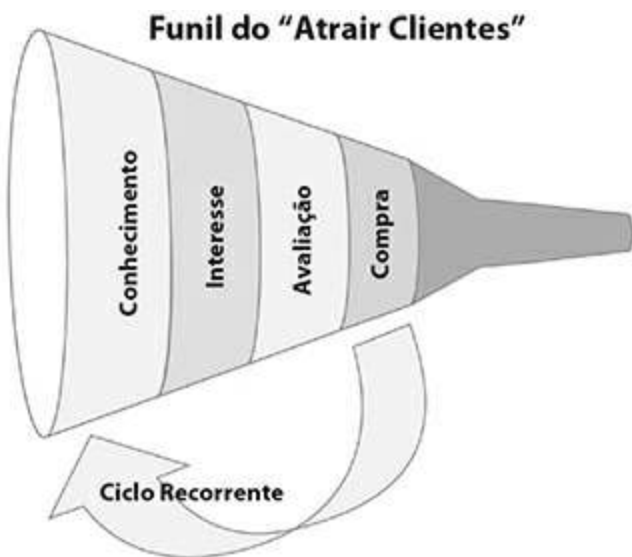 Funil do “Atrair Clientes”
Conhecimento
Interesse
Avaliação
Compra
Ciclo Recorrente